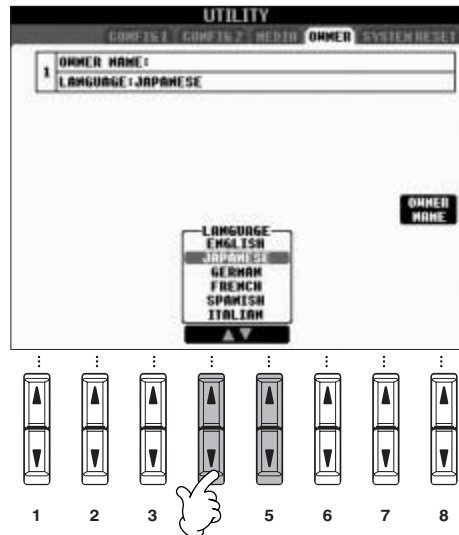 UTILITY
CONFIG 1 CONFIG 2 MEDIA OWNER SYSTEM RESET
1
OWNER NAME:
LANGUAGE:JAPANESE
OWNER
NAME
LANGUAGE
ENGLISH
JAPANESE
GERMAN
FRENCH
SPANISH
ITALIAN
1 2 3 5 6 7 8